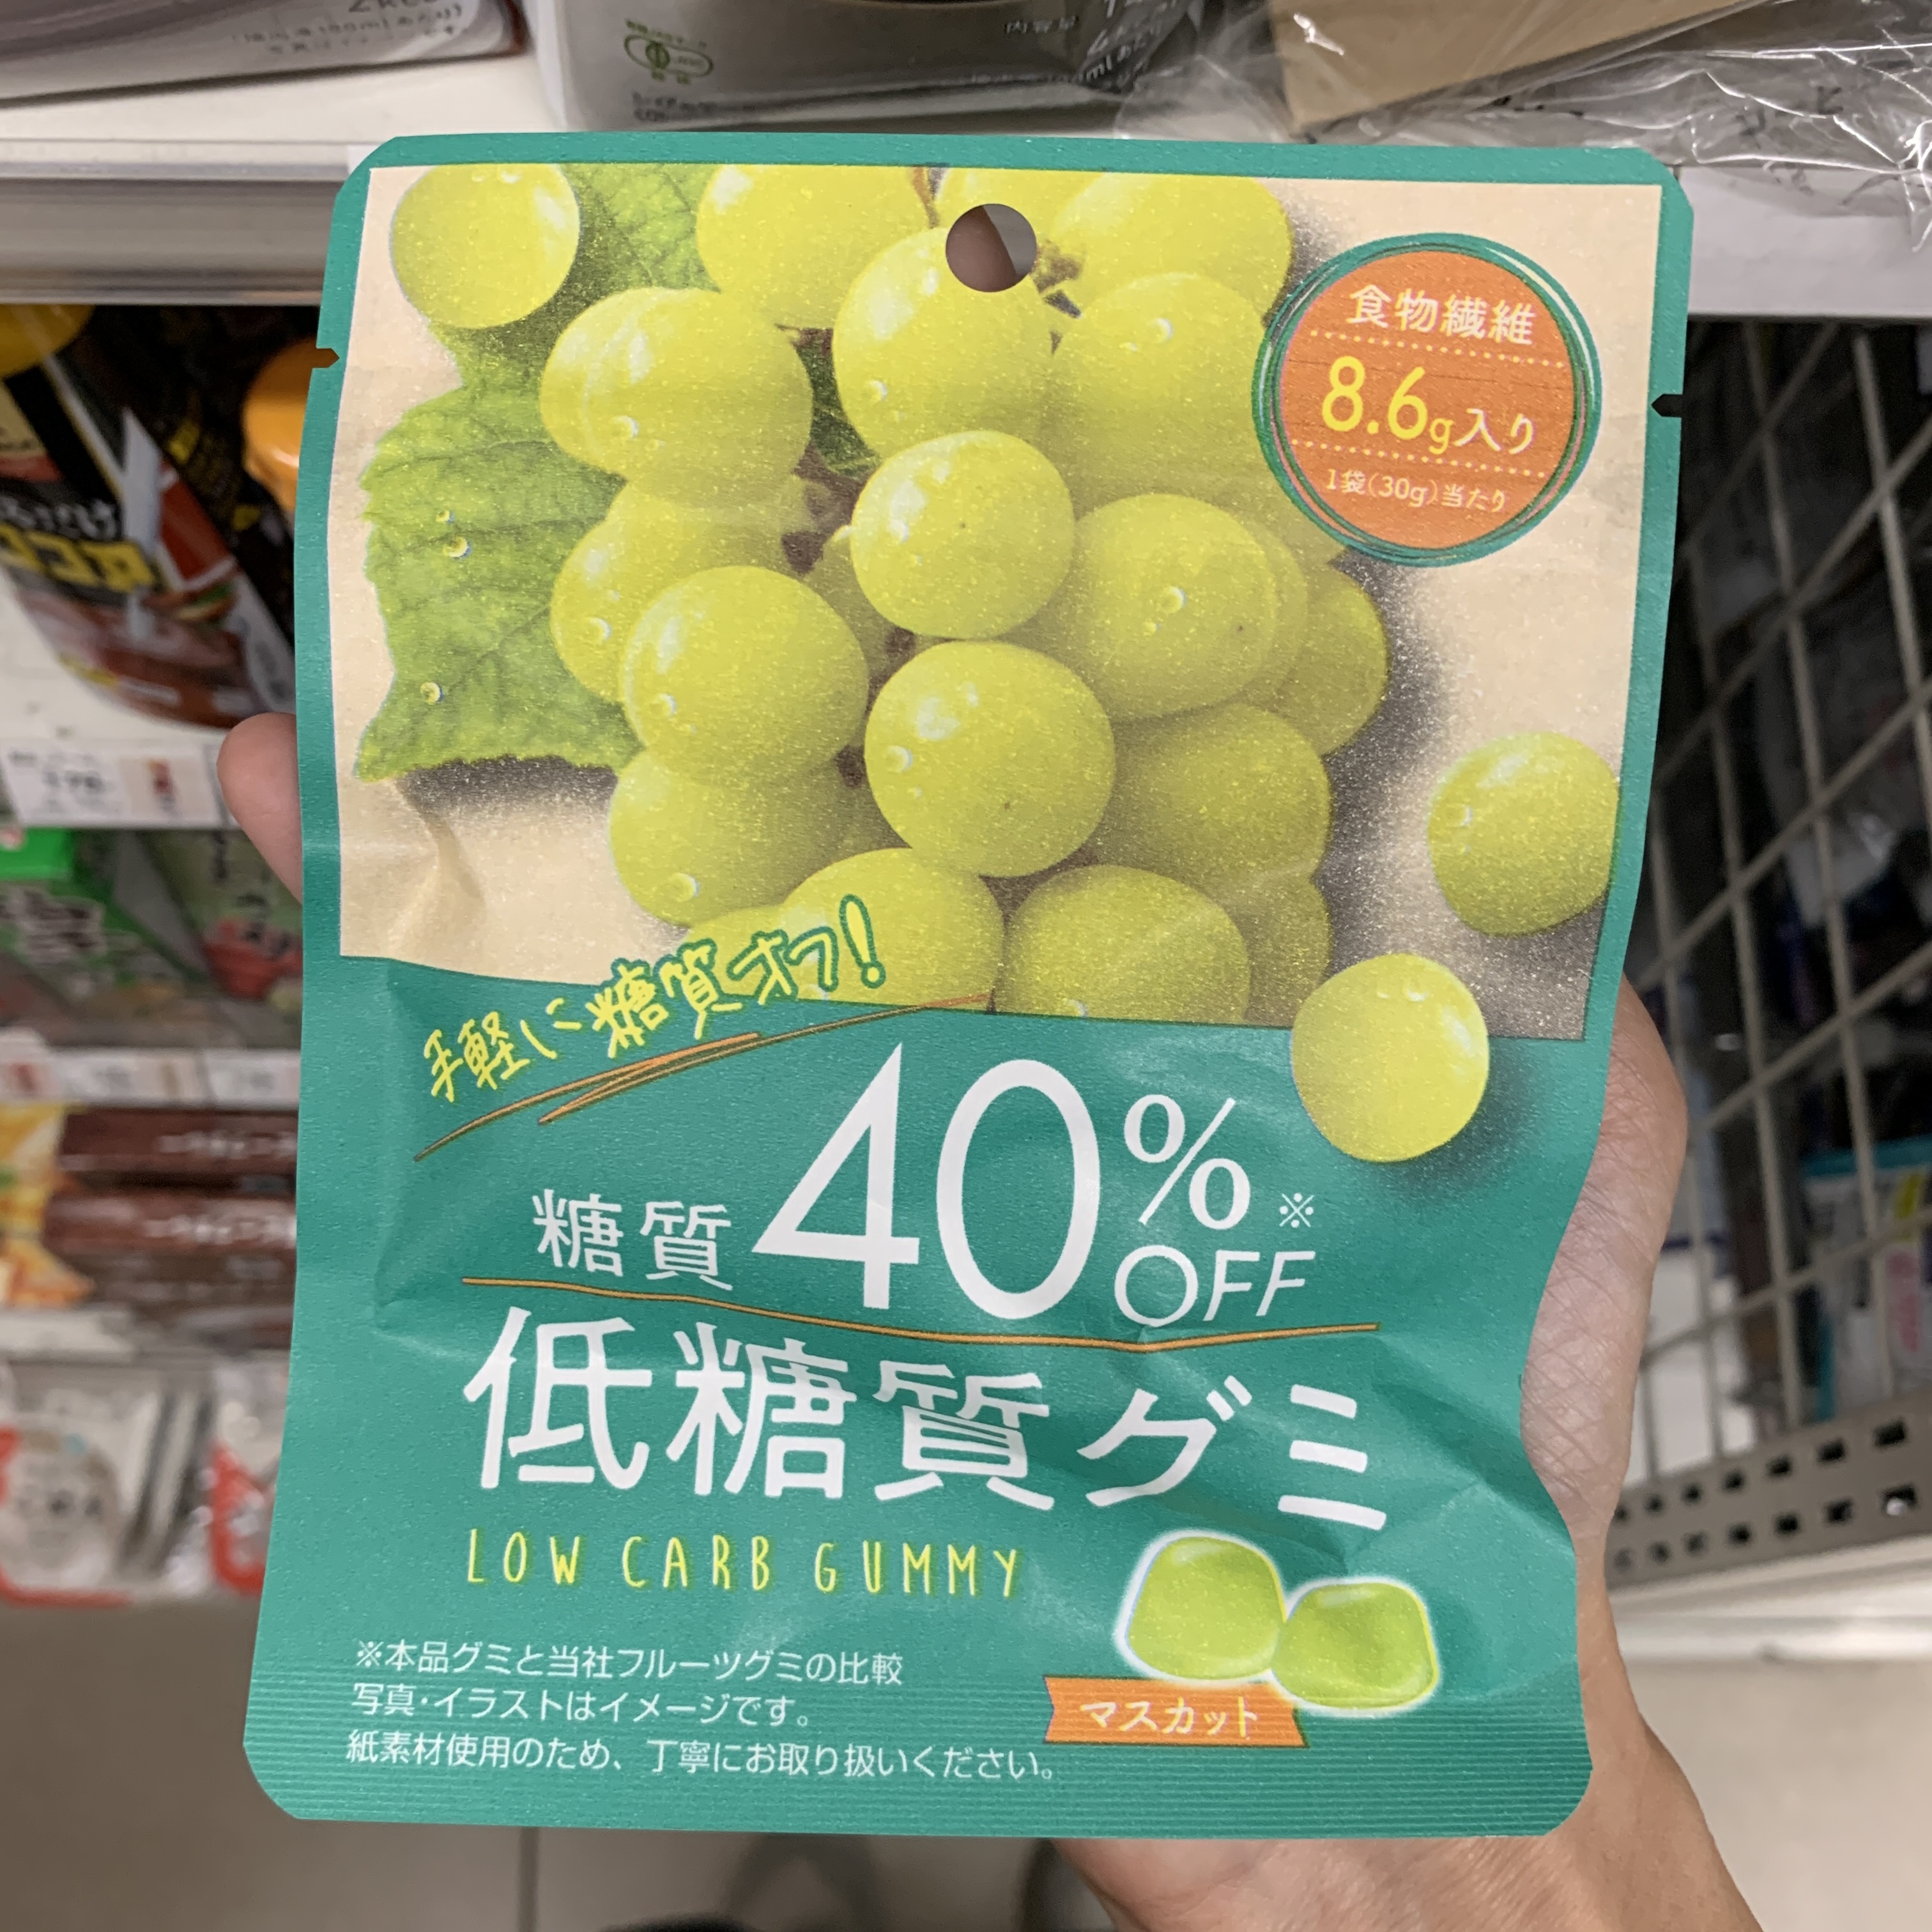 食物繊維
8.6g入り
1袋(30g)当たり
手軽に糖質オフ!
糖質40%※OFF
低糖質グミ
LOW CARB GUMMY
マスカット
※本品グミと当社フルーツグミの比較
写真・イラストはイメージです。
紙素材使用のため、丁寧にお取り扱いください。